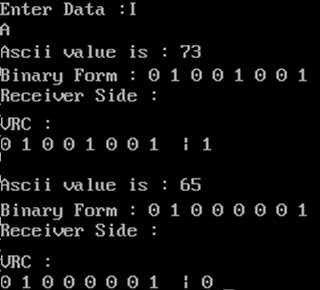 Enter Data :I
A
Ascii value is : 73
Binary Form : 0 1 0 0 1 0 0 1
Receiver Side :
VRC :
0 1 0 0 1 0 0 1  ¦ 1
Ascii value is : 65
Binary Form : 0 1 0 0 0 0 0 1
Receiver Side :
VRC :
0 1 0 0 0 0 0 1  ¦ 0